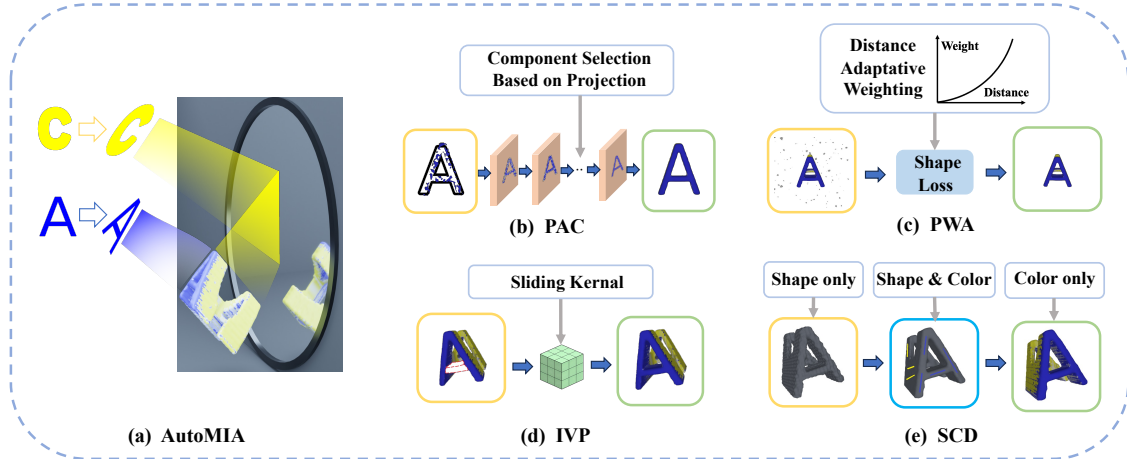 C
C
A
A
(a) AutoMIA
Component Selection
Based on Projection
A
A
A
A
...
A
(b) PAC
Distance
Adaptative
Weighting
Weight
Distance
A
Shape
Loss
A
(c) PWA
Sliding Kernal
A
A
(d) IVP
Shape only
Shape & Color
Color only
A
A
A
(e) SCD